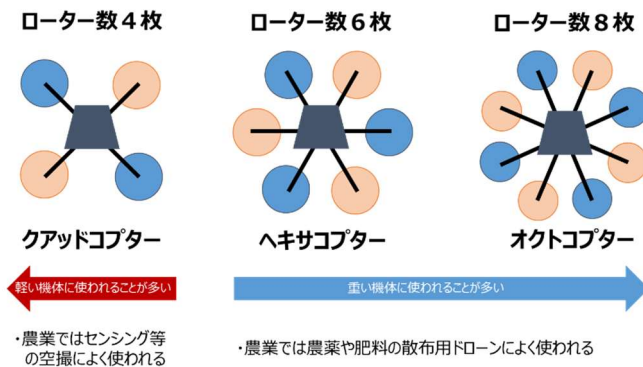 ローター数４枚
ローター数６枚
ローター数８枚
クアッドコプター
ヘキサコプター
オクトコプター
軽い機体に使われることが多い
重い機体に使われることが多い
・農業ではセンシング等
の空撮によく使われる
・農業では農薬や肥料の散布用ドローンによく使われる